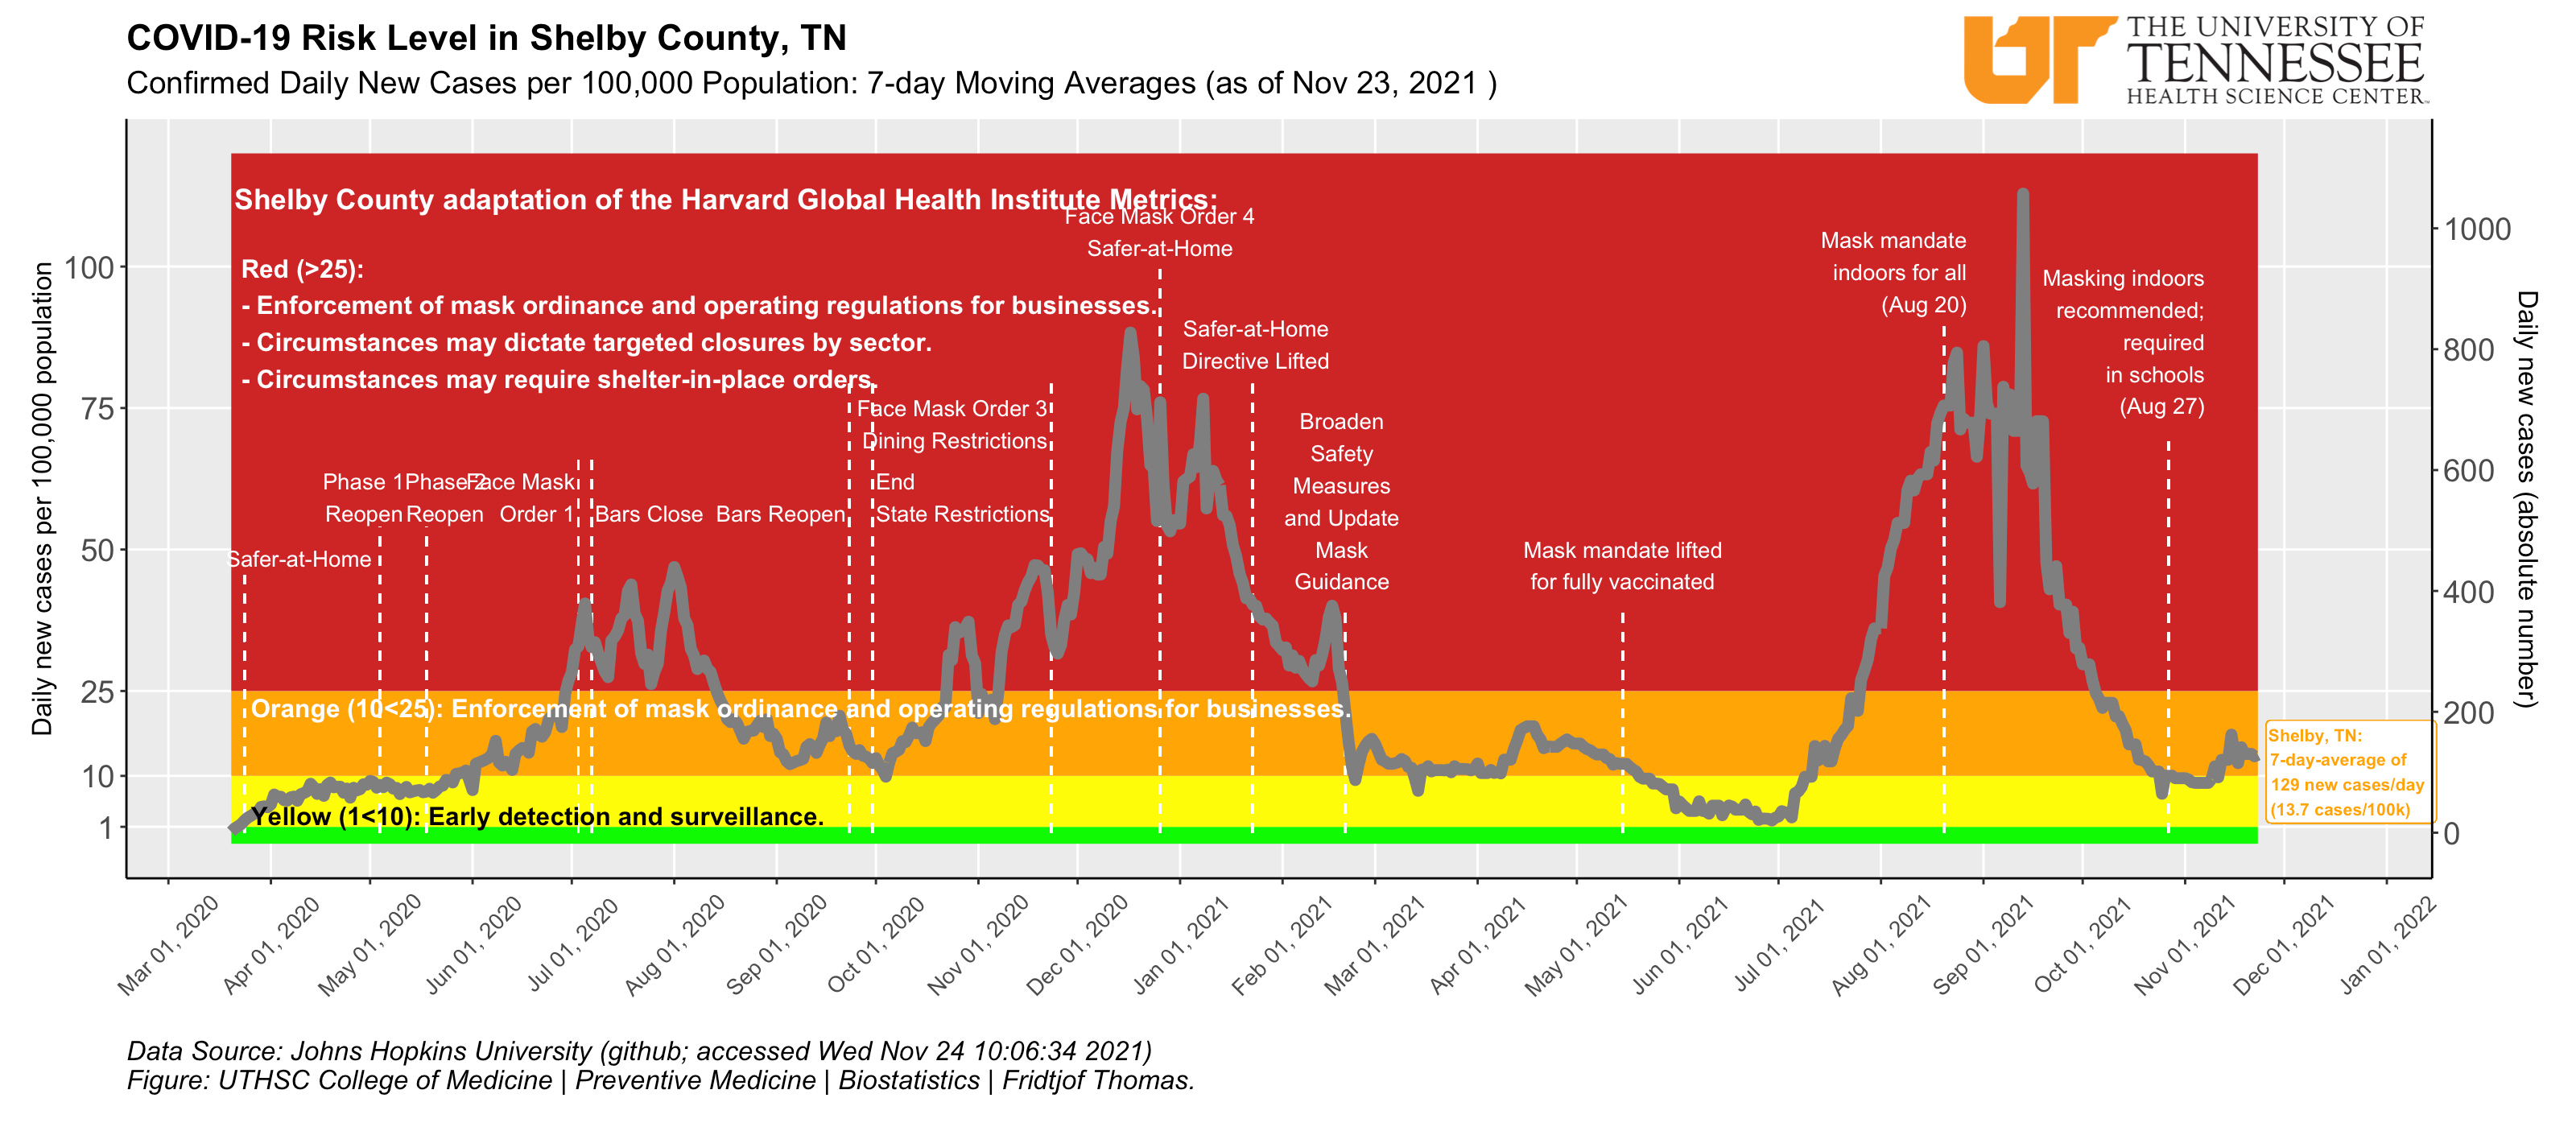 COVID-19 Risk Level in Shelby County, TN
Confirmed Daily New Cases per 100,000 Population: 7-day Moving Averages (as of Nov 23, 2021 )
THE UNIVERSITY OF
TENNESSEE
HEALTH SCIENCE CENTER™
Daily new cases per 100,000 population
100
75
50
25
10
1
Shelby County adaptation of the Harvard Global Health Institute Metrics:
Red (>25):
- Enforcement of mask ordinance and operating regulations for businesses.
- Circumstances may dictate targeted closures by sector.
- Circumstances may require shelter-in-place orders.
Safer-at-Home
Phase 1
Reopen
Phase 2
Reopen
Face Mask
Order 1
Bars Close
Bars Reopen
End
State Restrictions
Face Mask Order 3
Dining Restrictions
Face Mask Order 4
Safer-at-Home
Safer-at-Home
Directive Lifted
Broaden
Safety
Measures
and Update
Mask
Guidance
Mask mandate lifted
for fully vaccinated
Mask mandate
indoors for all
(Aug 20)
Masking indoors
recommended;
required
in schools
(Aug 27)
Orange (10<25): Enforcement of mask ordinance and operating regulations for businesses.
Yellow (1<10): Early detection and surveillance.
Shelby, TN:
7-day-average of
129 new cases/day
(13.7 cases/100k)
1000
800
600
400
200
0
Daily new cases (absolute number)
Mar 01, 2020
Apr 01, 2020
May 01, 2020
Jun 01, 2020
Jul 01, 2020
Aug 01, 2020
Sep 01, 2020
Oct 01, 2020
Nov 01, 2020
Dec 01, 2020
Jan 01, 2021
Feb 01, 2021
Mar 01, 2021
Apr 01, 2021
May 01, 2021
Jun 01, 2021
Jul 01, 2021
Aug 01, 2021
Sep 01, 2021
Oct 01, 2021
Nov 01, 2021
Dec 01, 2021
Jan 01, 2022
Data Source: Johns Hopkins University (github; accessed Wed Nov 24 10:06:34 2021)
Figure: UTHSC College of Medicine | Preventive Medicine | Biostatistics | Fridtjof Thomas.